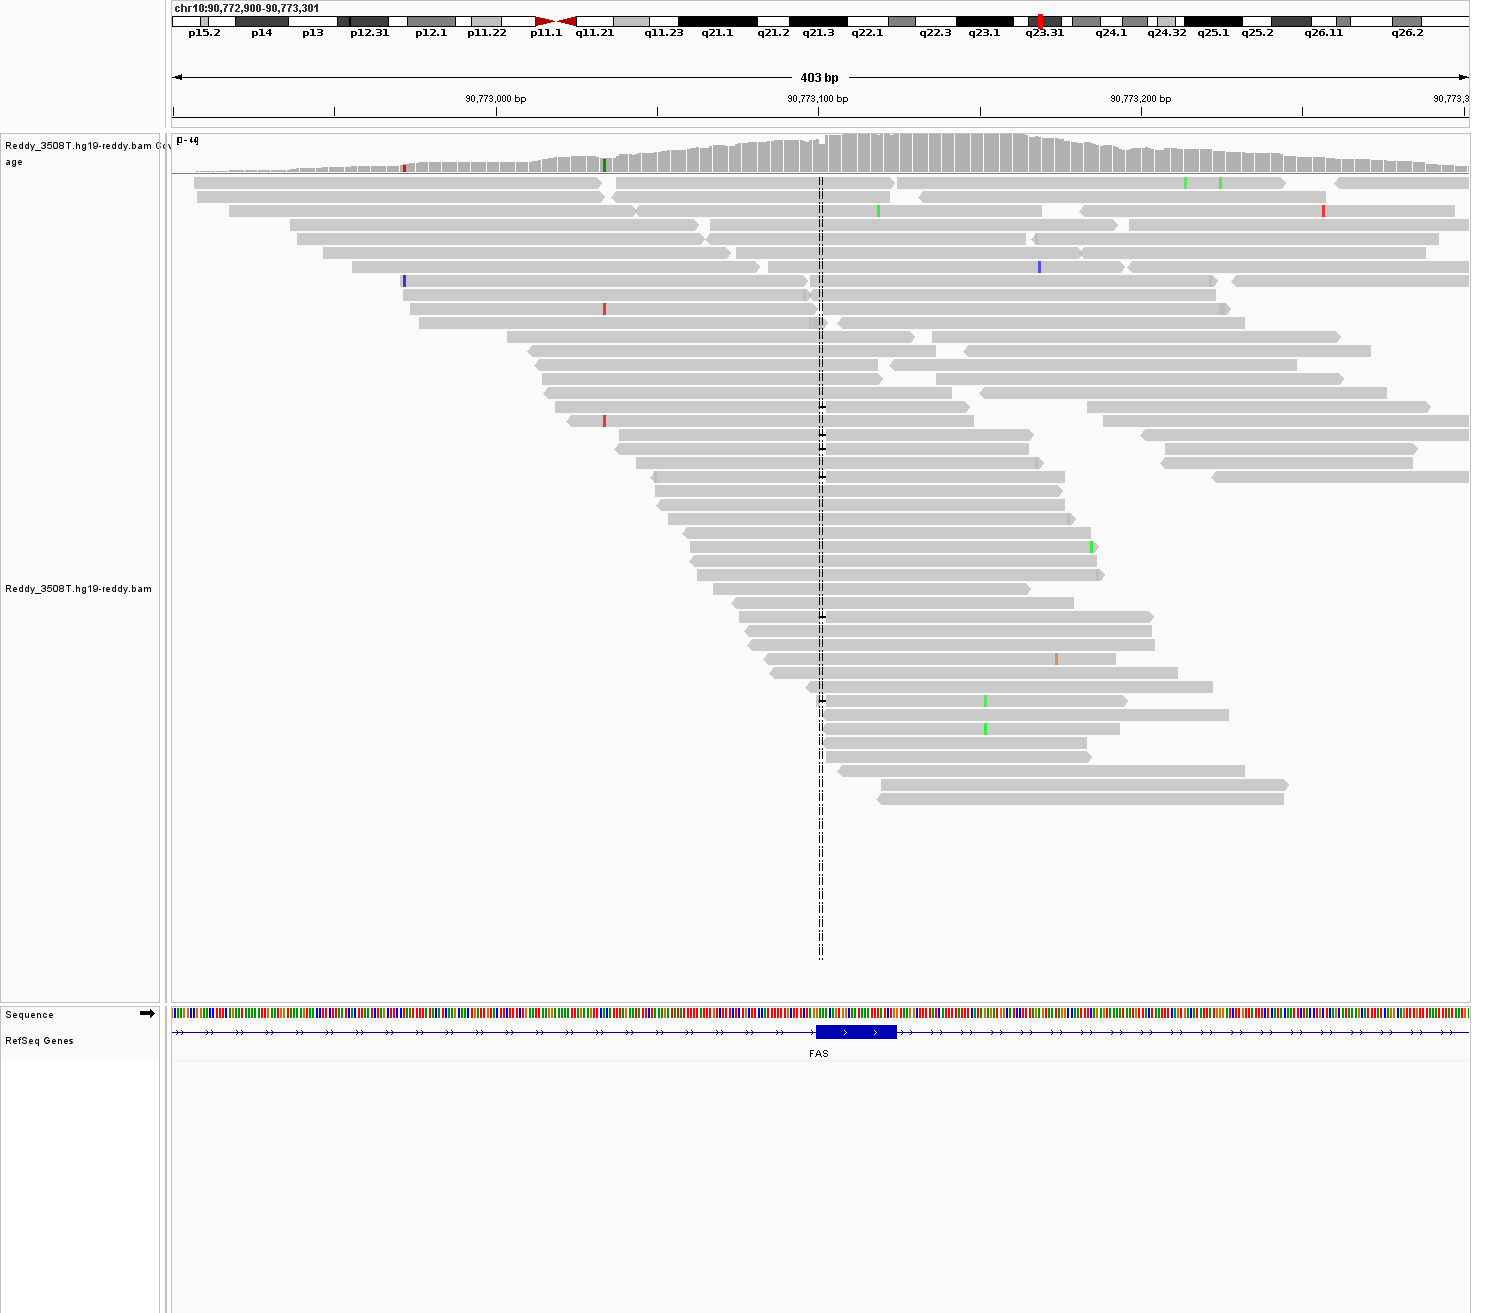 chr10:90,772,900-90,773,301
p15.2 p14 p13 p12.31 p12.1 p11.22 p11.1 q11.21 q11.23 q21.1 q21.2 q21.3 q22.1 q22.3 q23.1 q23.31 q24.1 q24.32 q25.1 q25.2 q26.11 q26.2
403 bp
90,773,000 bp 90,773,100 bp 90,773,200 bp 90,773,3
Reddy_3508T.hg19-reddy.bam Cov
age
Reddy_3508T.hg19-reddy.bam
Sequence
RefSeq Genes
FAS